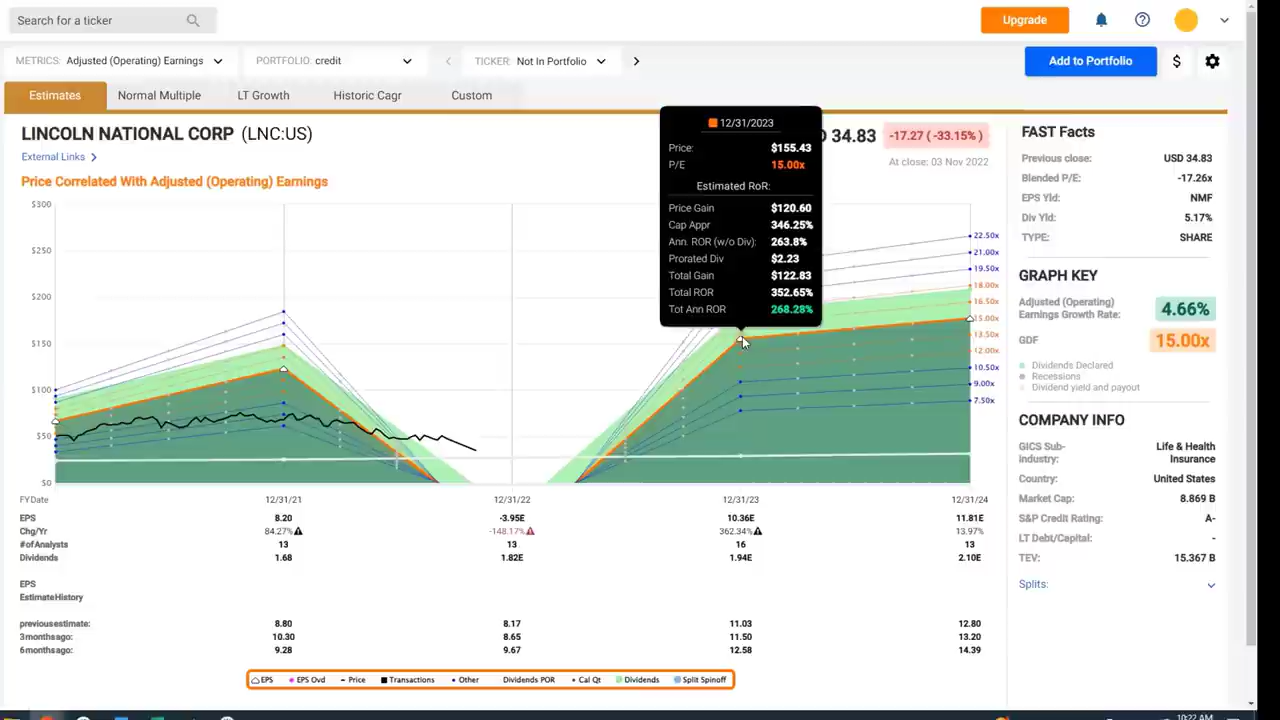 Search for a ticker
Upgrade
METRICS: Adjusted (Operating) Earnings PORTFOLIO: credit TICKER: Not In Portfolio
Add to Portfolio $
Estimates Normal Multiple LT Growth Historic Cagr Custom
LINCOLN NATIONAL CORP (LNC:US)
D 34.83 -17.27 ( -33.15% )
External Links
At close: 03 Nov 2022
Price Correlated With Adjusted (Operating) Earnings
12/31/2023
Price: $155.43
P/E 15.00x
Estimated RoR:
Price Gain $120.60
Cap Appr 346.25%
Ann. ROR (w/o Div): 263.8%
Prorated Div $2.23
Total Gain $122.83
Total ROR 352.65%
Tot Ann ROR 268.28%
$300
$250
$200
$150
$100
$50
$0
22.50x
21.00x
19.50x
18.00x
16.50x
15.00x
13.50x
12.00x
10.50x
9.00x
7.50x
FY Date 12/31/21 12/31/22 12/31/23 12/31/24
EPS 8.20 -3.95E 10.36E 11.81E
Chg/Yr 84.27% -148.17% 362.34% 13.97%
# of Analysts 13 13 16 13
Dividends 1.68 1.82E 1.94E 2.10E
EPS
Estimate History
previous estimate: 8.80 8.17 11.03 12.80
3 months ago: 10.30 8.65 11.50 13.20
6 months ago: 9.28 9.67 12.58 14.39
EPS EPS Ovd Price Transactions Other Dividends POR Cal Qt Dividends Split Spinoff
FAST Facts
Previous close: USD 34.83
Blended P/E: -17.26x
EPS Yld: NMF
Div Yld: 5.17%
TYPE: SHARE
GRAPH KEY
Adjusted (Operating)
Earnings Growth Rate: 4.66%
GDF 15.00x
Dividends Declared
Recessions
Dividend yield and payout
COMPANY INFO
GICS Sub-
industry: Life & Health
Insurance
Country: United States
Market Cap: 8.869 B
S&P Credit Rating: A-
LT Debt/Capital: -
TEV: 15.367 B
Splits:
10:22 AM